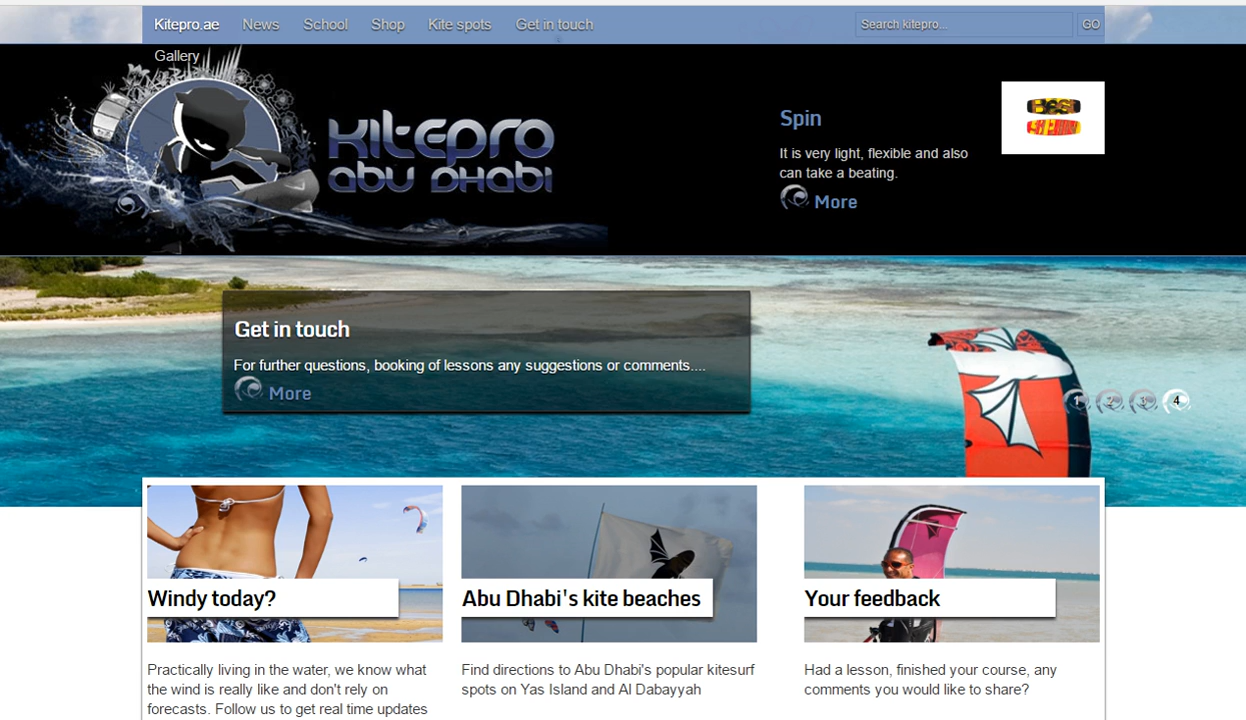 Kitepro.ae News School Shop Kite spots Get in touch Search kitepro... GO
Gallery
kitepro
abu dhabi
Spin
It is very light, flexible and also
can take a beating.
More
Get in touch
For further questions, booking of lessons any suggestions or comments....
More
1 2 3 4
Windy today?
Practically living in the water, we know what
the wind is really like and don't rely on
forecasts. Follow us to get real time updates
Abu Dhabi's kite beaches
Find directions to Abu Dhabi's popular kitesurf
spots on Yas Island and Al Dabayyah
Your feedback
Had a lesson, finished your course, any
comments you would like to share?